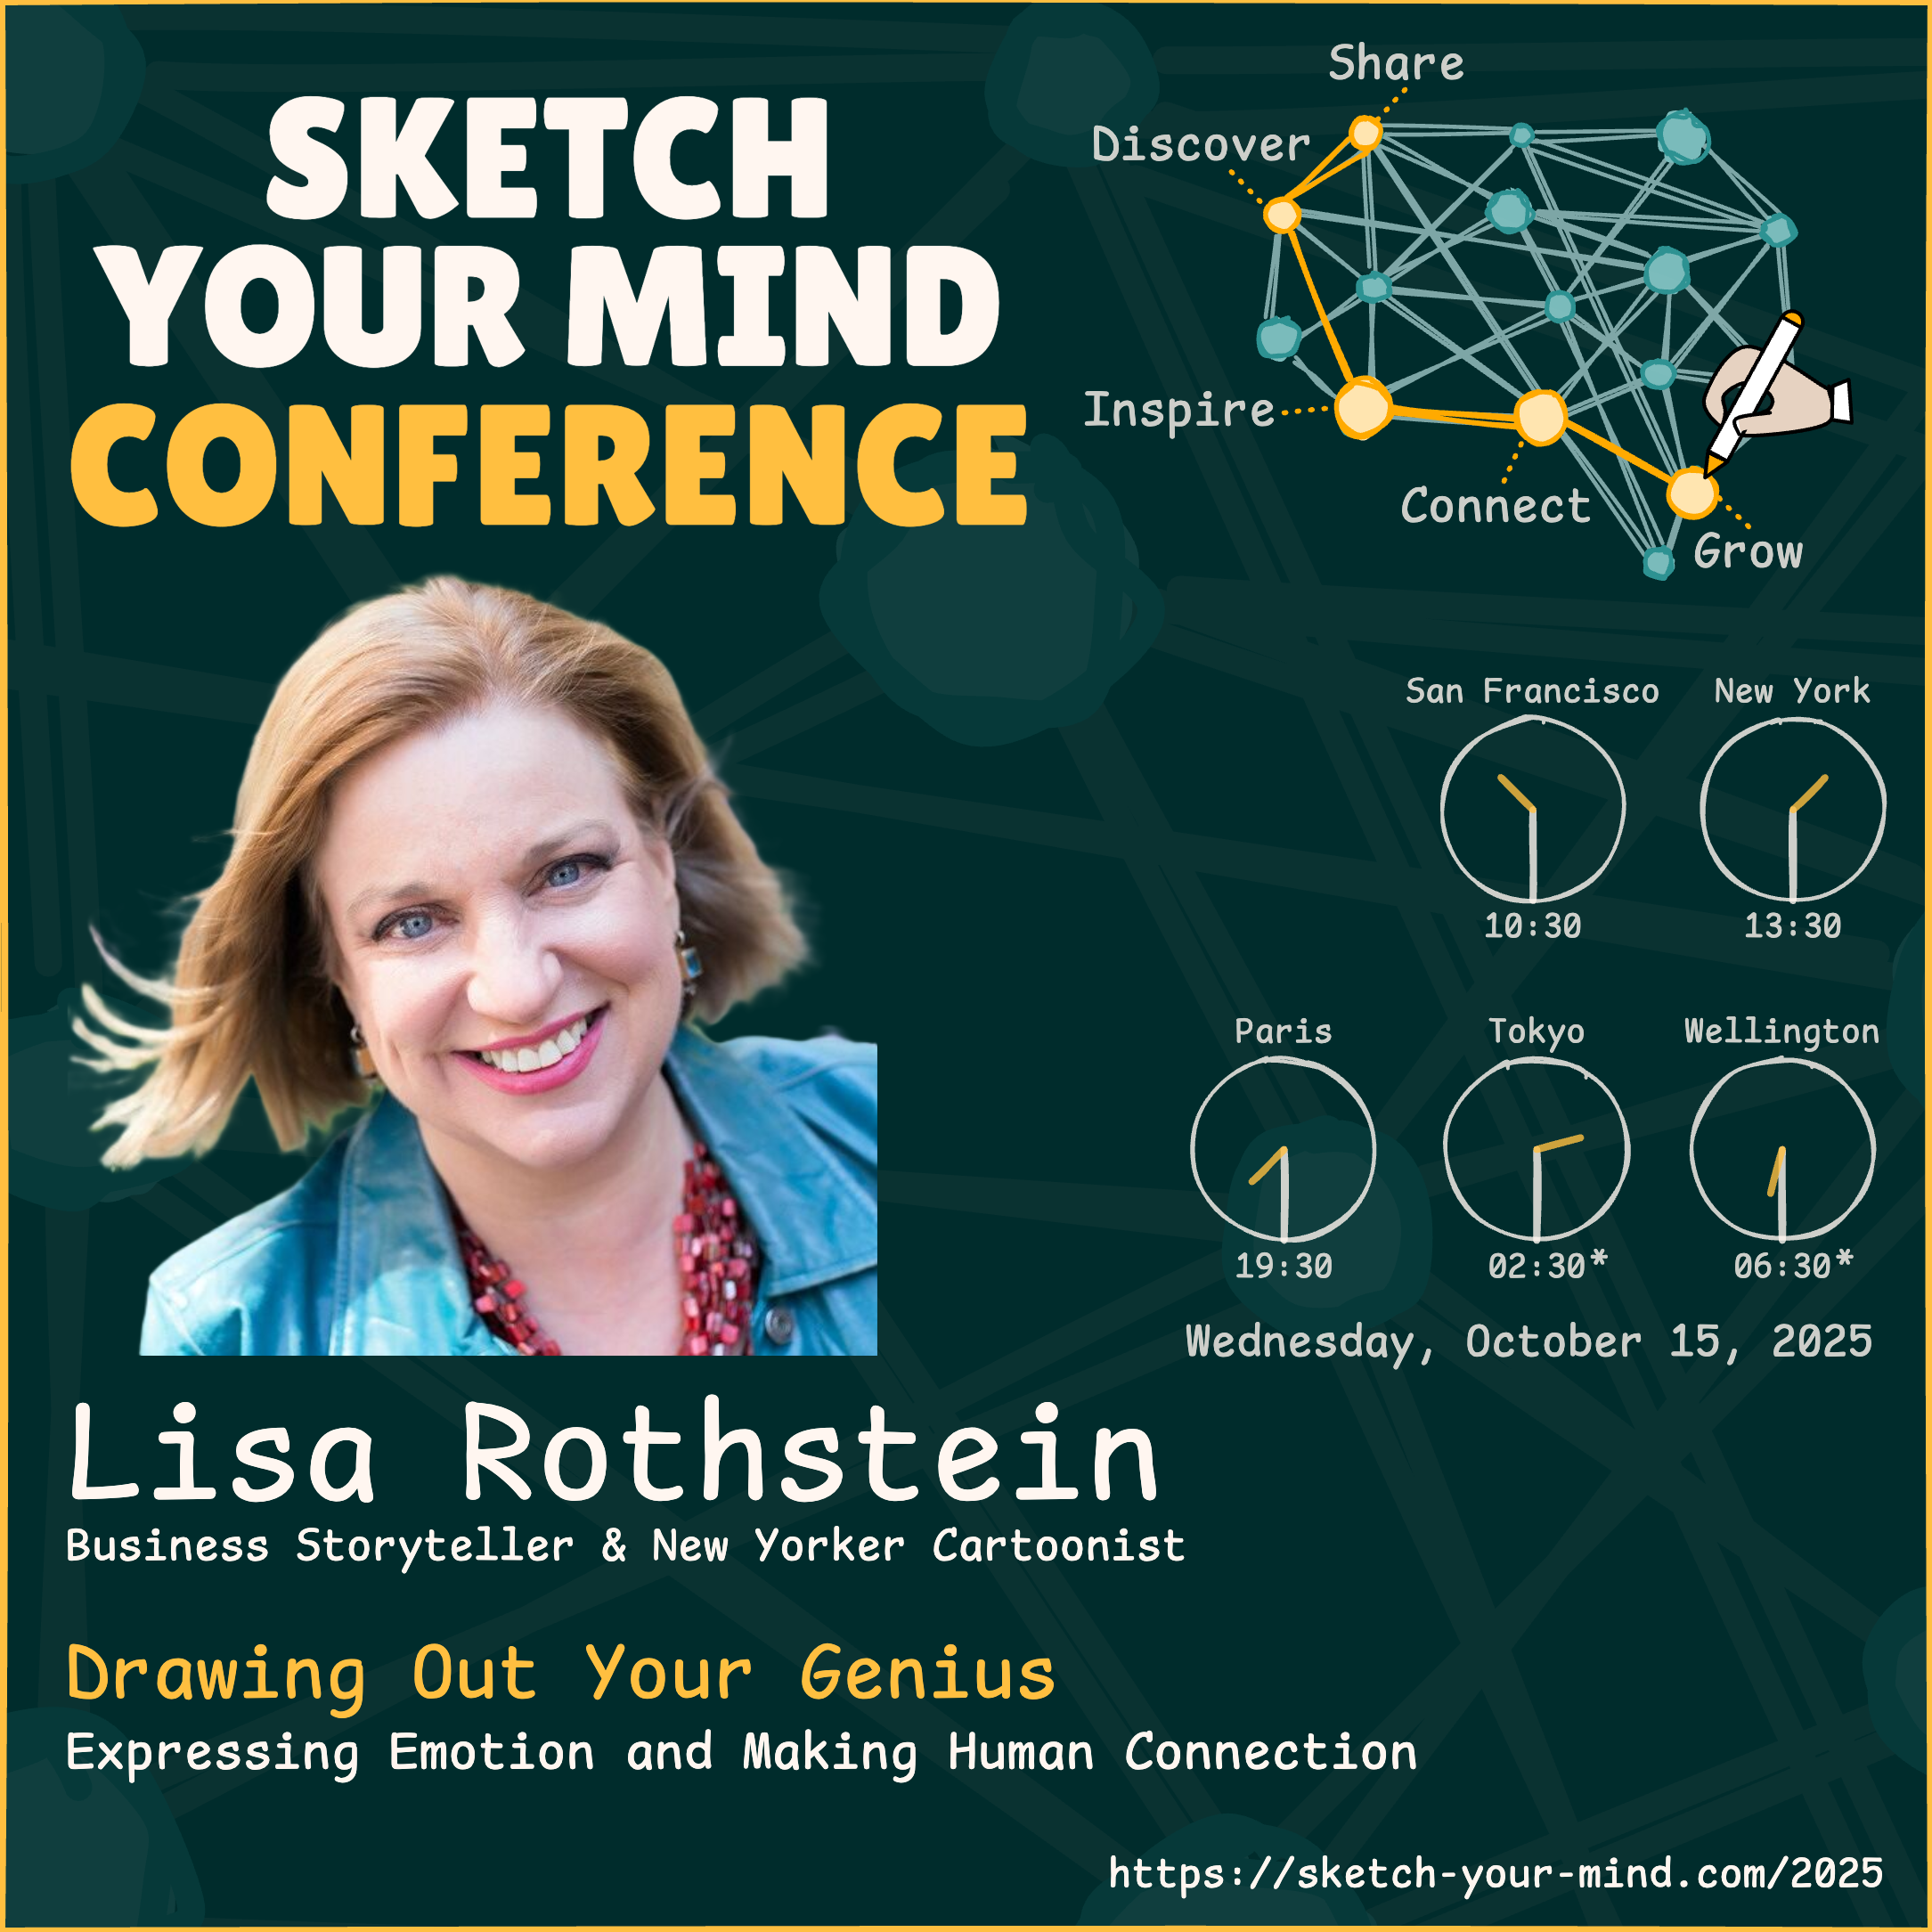 SKETCH
YOUR MIND
CONFERENCE
Share
Discover
Inspire
Connect
Grow
San Francisco
New York
10:30
13:30
Paris
Tokyo
Wellington
19:30
02:30*
06:30*
Wednesday, October 15, 2025
Lisa Rothstein
Business Storyteller & New Yorker Cartoonist
Drawing Out Your Genius
Expressing Emotion and Making Human Connection
https://sketch-your-mind.com/2025